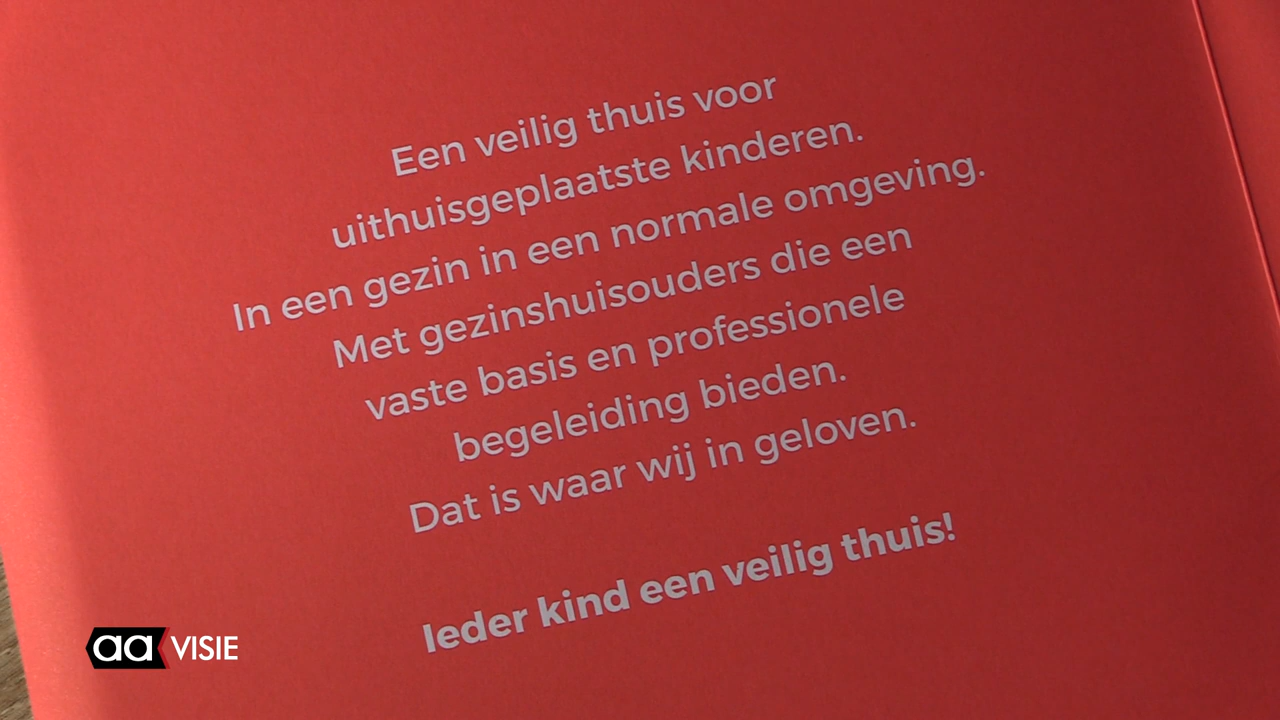 Een veilig thuis voor
uithuisgeplaatste kinderen.
In een gezin in een normale omgeving.
Met gezinshuisouders die een
vaste basis en professionele
begeleiding bieden.
Dat is waar wij in geloven.
Ieder kind een veilig thuis!
aa VISIE